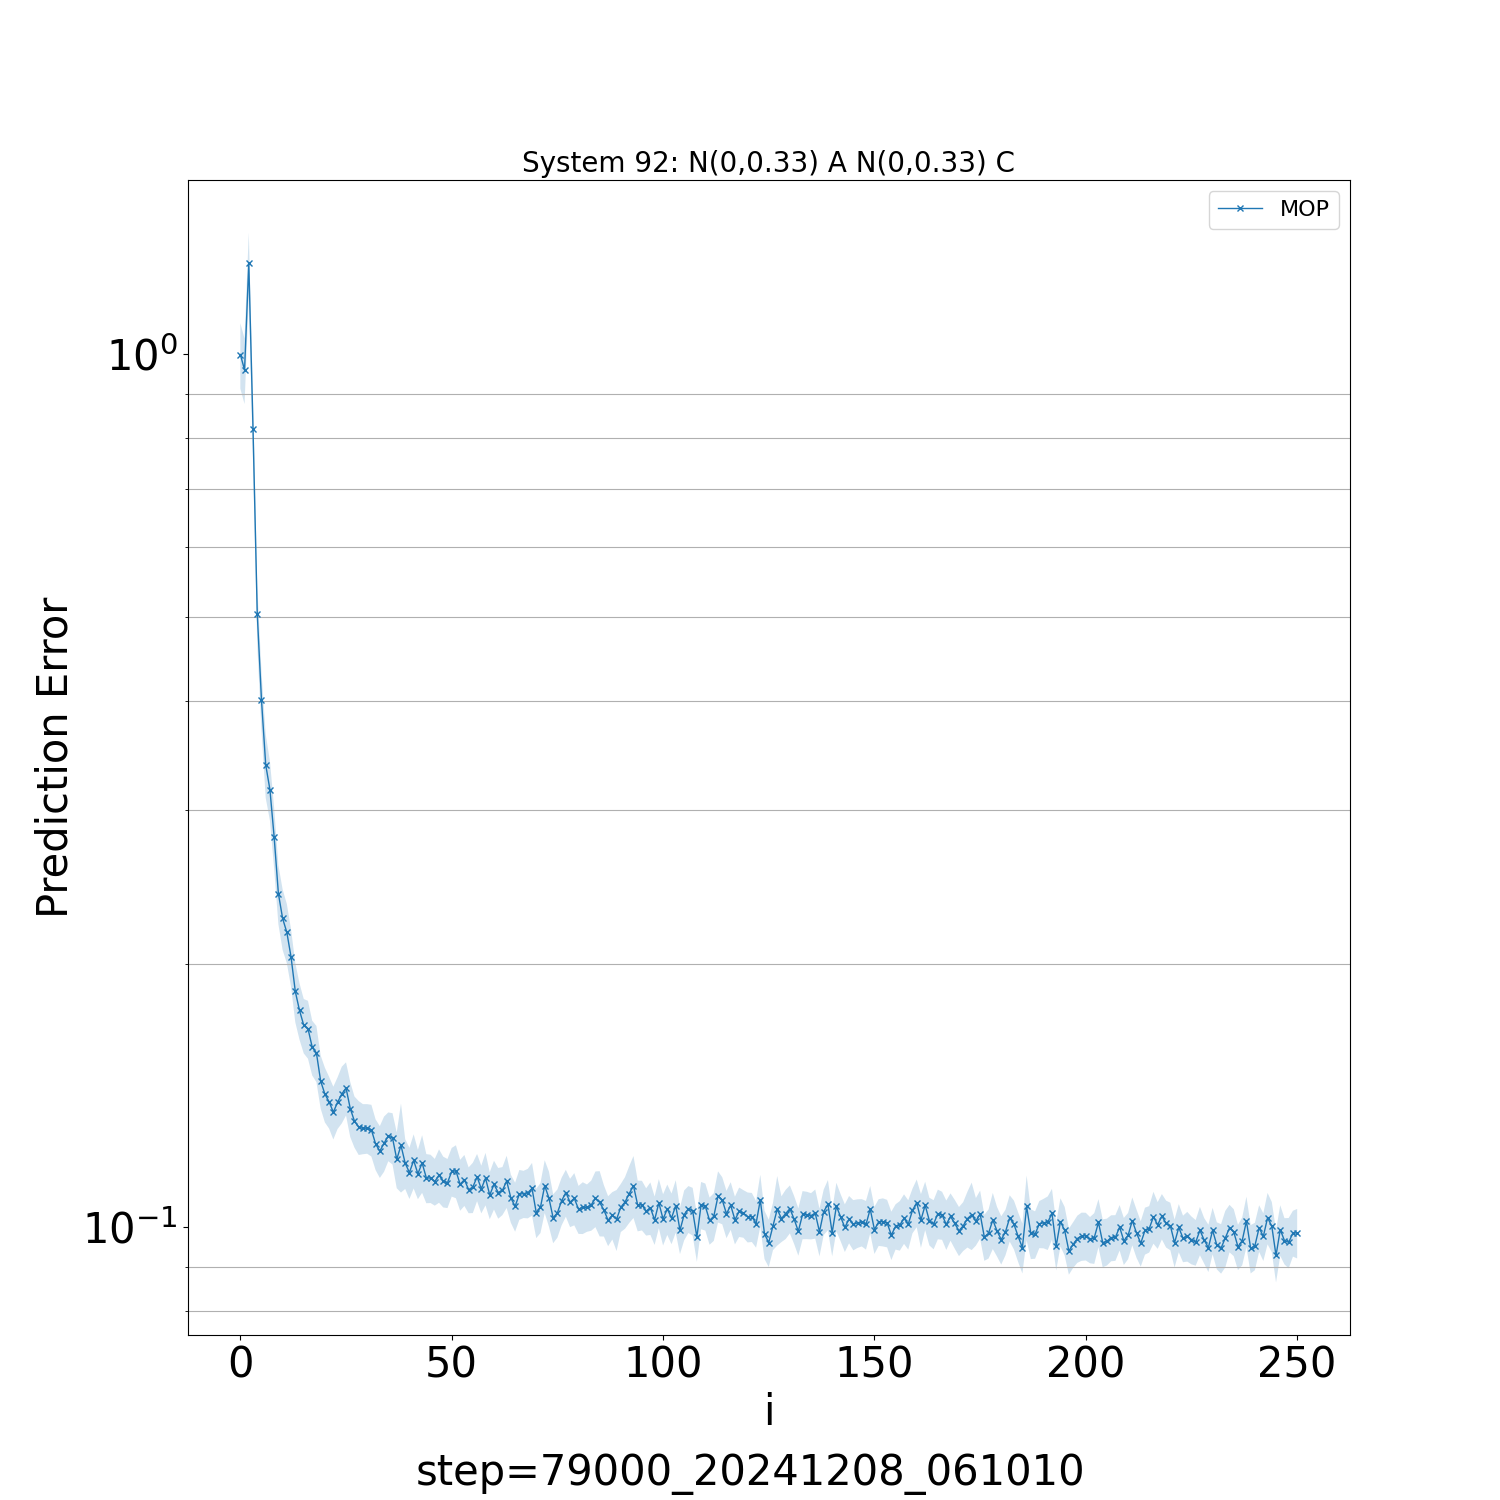 System 92: N(0,0.33) A N(0,0.33) C
MOP
10⁰
10⁻¹
Prediction Error
0 50 100 150 200 250
i
step=79000_20241208_061010